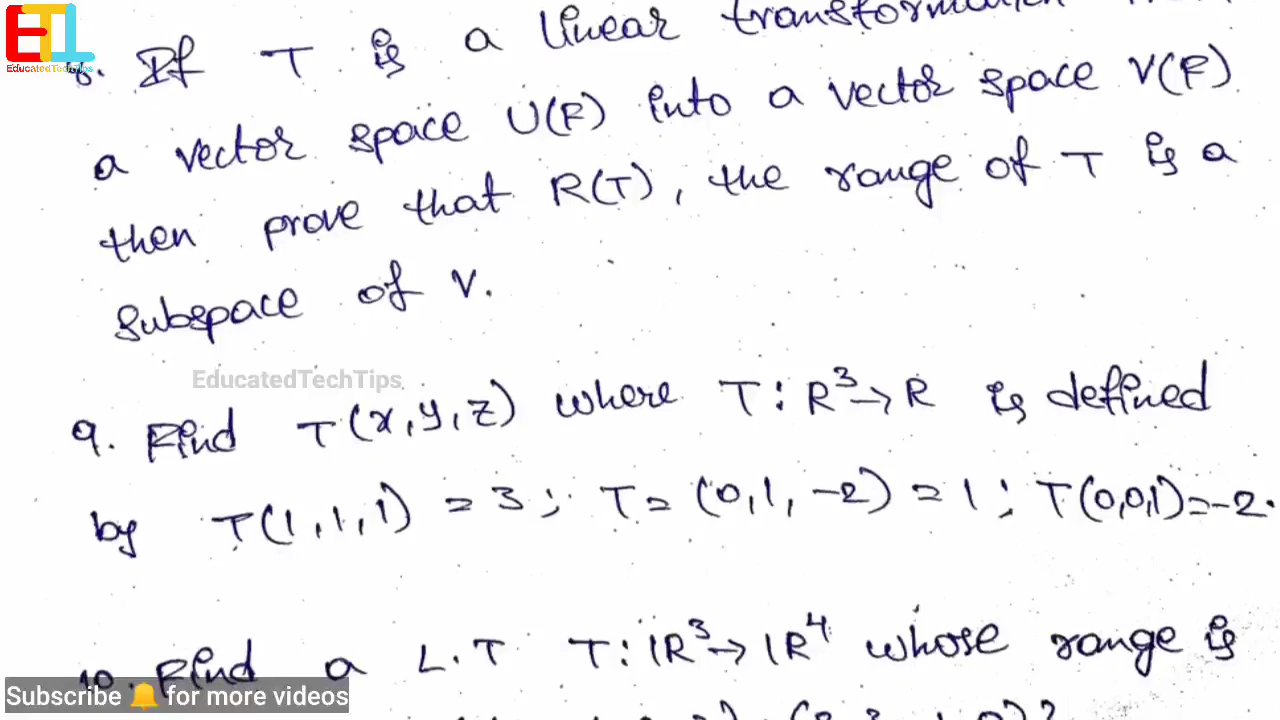 ETL
EducatedTechTips
8. If T is a linear transformation from
a vector space U(F) into a vector space V(F)
then prove that R(T), the range of T is a
subspace of V.
EducatedTechTips
9. Find T(x,y,z) where T: R³→R is defined
by T(1,1,1) = 3; T= (0,1,-2) = 1; T(0,0,1)=-2.
10. Find a L.T T: IR³→IR⁴ whose range is
Subscribe 🔔 for more videos